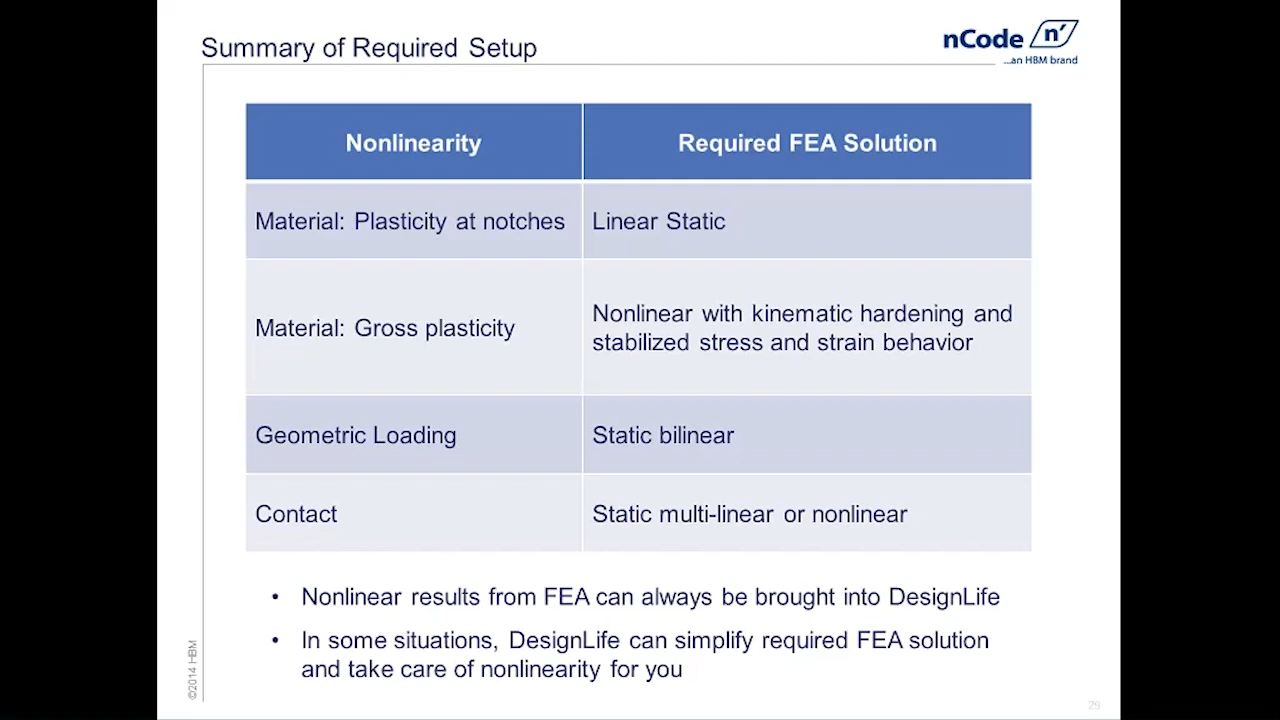 Summary of Required Setup
nCode n'
...an HBM brand
Nonlinearity
Required FEA Solution
Material: Plasticity at notches
Linear Static
Material: Gross plasticity
Nonlinear with kinematic hardening and
stabilized stress and strain behavior
Geometric Loading
Static bilinear
Contact
Static multi-linear or nonlinear
• Nonlinear results from FEA can always be brought into DesignLife
• In some situations, DesignLife can simplify required FEA solution
and take care of nonlinearity for you
©2014 HBM
29